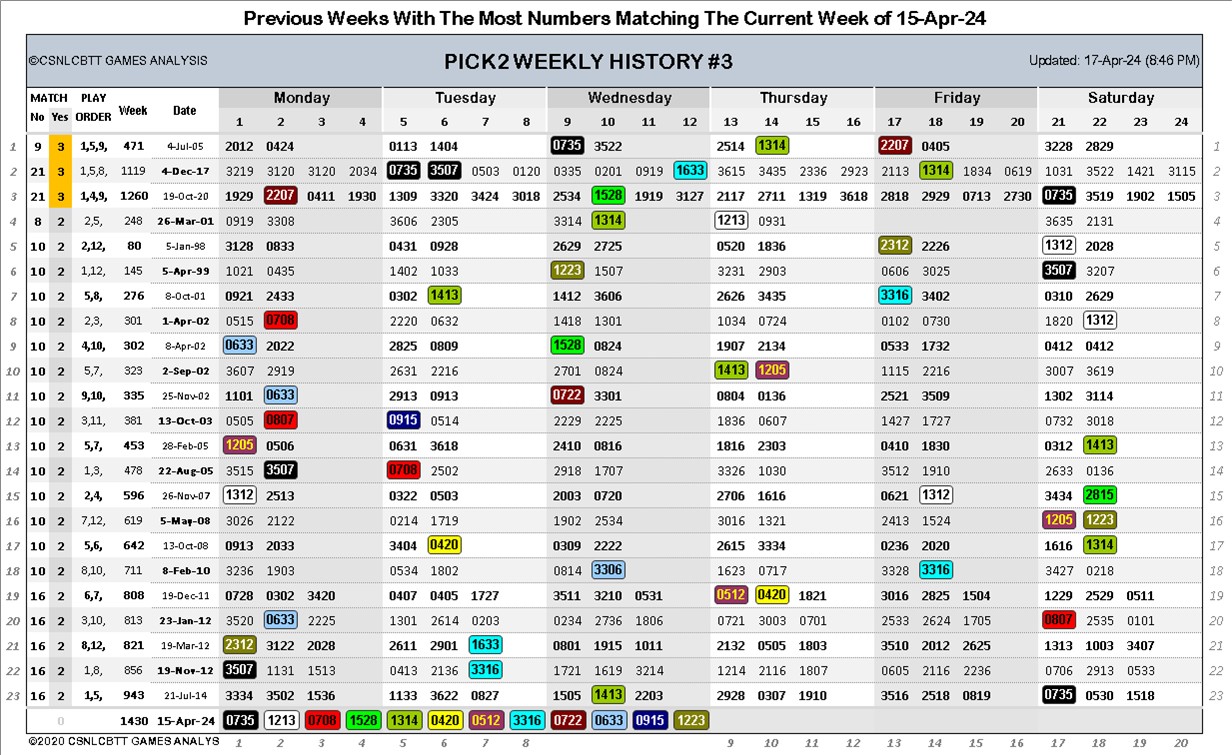 Previous Weeks With The Most Numbers Matching The Current Week of 15-Apr-24
©CSNLCBTT GAMES ANALYSIS PICK2 WEEKLY HISTORY #3 Updated: 17-Apr-24 (8:46 PM)
MATCH PLAY Week Date Monday Tuesday Wednesday Thursday Friday Saturday
No Yes ORDER 1 2 3 4 5 6 7 8 9 10 11 12 13 14 15 16 17 18 19 20 21 22 23 24
1 9 3 1,5,9, 471 4-Jul-05 2012 0424 0113 1404 0735 3522 2514 1314 2207 0405 3228 2829 1
2 21 3 1,5,8, 1119 4-Dec-17 3219 3120 3120 2034 0735 3507 0503 0120 0335 0201 0919 1633 3615 3435 2336 2923 2113 1314 1834 0619 1031 3522 1421 3115 2
3 21 3 1,4,9, 1260 19-Oct-20 1929 2207 0411 1930 1309 3320 3424 3018 2534 1528 1919 3127 2117 2711 1319 3618 2818 2929 0713 2730 0735 3519 1902 1505 3
4 8 2 2,5, 248 26-Mar-01 0919 3308 3606 2305 3314 1314 1213 0931 3635 2131 4
5 10 2 2,12, 80 5-Jan-98 3128 0833 0431 0928 2629 2725 0520 1836 2312 2226 1312 2028 5
6 10 2 1,12, 145 5-Apr-99 1021 0435 1402 1033 1223 1507 3231 2903 0606 3025 3507 3207 6
7 10 2 5,8, 276 8-Oct-01 0921 2433 0302 1413 1412 3606 2626 3435 3316 3402 0310 2629 7
8 10 2 2,3, 301 1-Apr-02 0515 0708 2220 0632 1418 1301 1034 0724 0102 0730 1820 1312 8
9 10 2 4,10, 302 8-Apr-02 0633 2022 2825 0809 1528 0824 1907 2134 0533 1732 0412 0412 9
10 10 2 5,7, 323 2-Sep-02 3607 2919 2631 2216 2701 0824 1413 1205 1115 2216 3007 3619 10
11 10 2 9,10, 335 25-Nov-02 1101 0633 2913 0913 0722 3301 0804 0136 2521 3509 1302 3114 11
12 10 2 3,11, 381 13-Oct-03 0505 0807 0915 0514 2229 2225 1836 0607 1427 1727 0732 3018 12
13 10 2 5,7, 453 28-Feb-05 1205 0506 0631 3618 2410 0816 1816 2303 0410 1830 0312 1413 13
14 10 2 1,3, 478 22-Aug-05 3515 3507 0708 2502 2918 1707 3326 1030 3512 1910 2633 0136 14
15 10 2 2,4, 596 26-Nov-07 1312 2513 0322 0503 2003 0720 2706 1616 0621 1312 3434 2815 15
16 10 2 7,12, 619 5-May-08 3026 2122 0214 1719 1902 2534 3016 1321 2413 1524 1205 1223 16
17 10 2 5,6, 642 13-Oct-08 0913 2033 3404 0420 0309 2222 2615 3334 0236 2020 1616 1314 17
18 10 2 8,10, 711 8-Feb-10 3236 1903 0534 1802 0814 3306 1623 0717 3328 3316 3427 0218 18
19 16 2 6,7, 808 19-Dec-11 0728 0302 3420 0407 0405 1727 3511 3210 0531 0512 0420 1821 3016 2825 1504 1229 2529 0511 19
20 16 2 3,10, 813 23-Jan-12 3520 0633 2225 1301 2614 0203 0234 2736 1806 0721 3003 0701 2533 2624 1705 0807 2535 0101 20
21 16 2 8,12, 821 19-Mar-12 2312 3122 2028 2611 2901 1633 0801 1915 1011 2132 0505 1803 3510 2012 2625 1313 1003 3407 21
22 16 2 1,8, 856 19-Nov-12 3507 1131 1513 0413 2136 3316 1721 1619 3214 1214 2116 1807 0605 2116 2236 0706 2913 0533 22
23 16 2 1,5, 943 21-Jul-14 3334 3502 1536 1133 3622 0827 1505 1413 2203 2928 0307 1910 3516 2518 0819 0735 0530 1518 23
0 1430 15-Apr-24 0735 1213 0708 1528 1314 0420 0512 3316 0722 0633 0915 1223
©2020 CSNLCBTT GAMES ANALYS 1 2 3 4 5 6 7 8 9 10 11 12 13 14 15 16 17 18 19 20